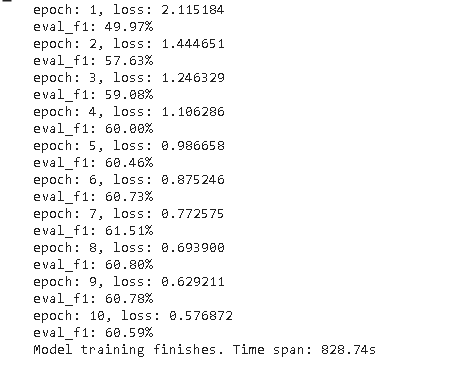 epoch: 1, loss: 2.115184
eval_f1: 49.97%
epoch: 2, loss: 1.444651
eval_f1: 57.63%
epoch: 3, loss: 1.246329
eval_f1: 59.08%
epoch: 4, loss: 1.106286
eval_f1: 60.00%
epoch: 5, loss: 0.986658
eval_f1: 60.46%
epoch: 6, loss: 0.875246
eval_f1: 60.73%
epoch: 7, loss: 0.772575
eval_f1: 61.51%
epoch: 8, loss: 0.693900
eval_f1: 60.80%
epoch: 9, loss: 0.629211
eval_f1: 60.78%
epoch: 10, loss: 0.576872
eval_f1: 60.59%
Model training finishes. Time span: 828.74s